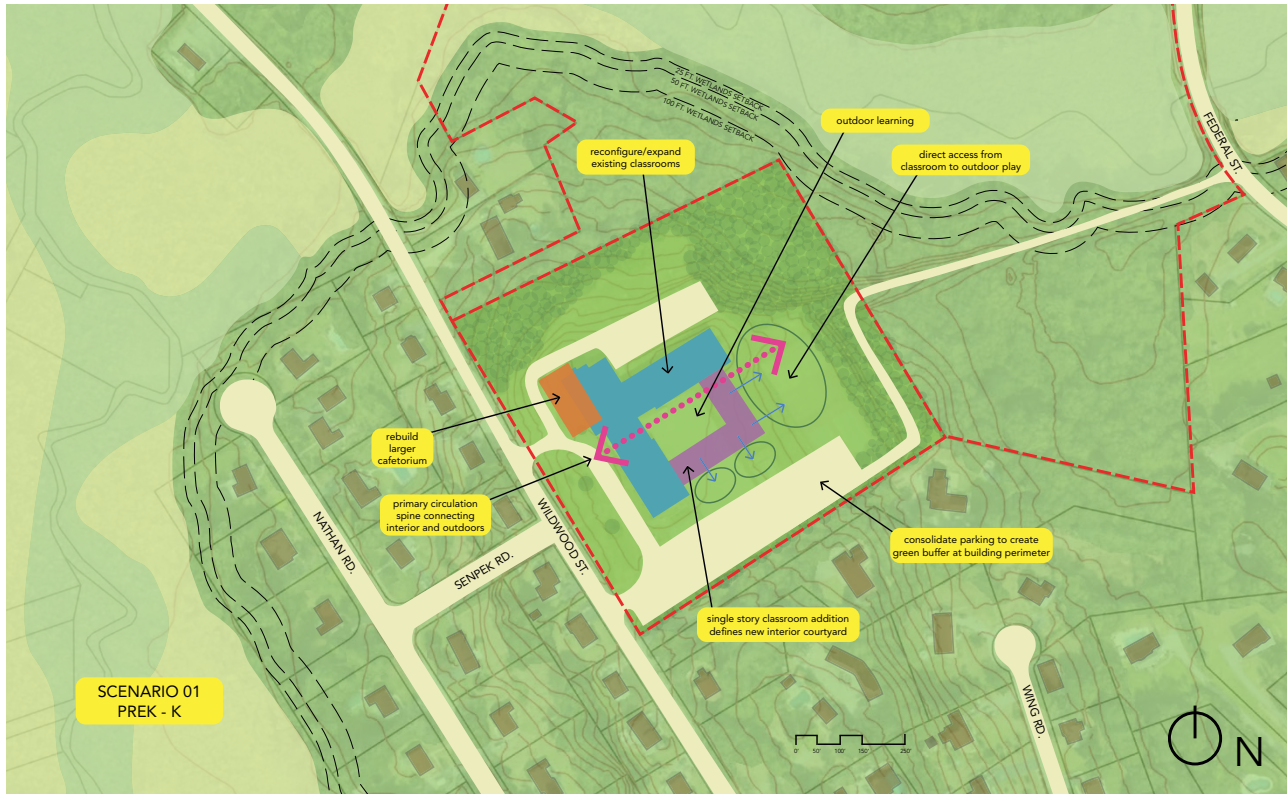 25 FT. WETLANDS SETBACK
50 FT. WETLANDS SETBACK
100 FT. WETLANDS SETBACK
FEDERAL ST.
outdoor learning
reconfigure/expand
existing classrooms
direct access from
classroom to outdoor play
rebuild
larger
cafetorium
primary circulation
spine connecting
interior and outdoors
NATHAN RD.
SENPEK RD.
WILDWOOD ST.
consolidate parking to create
green buffer at building perimeter
single story classroom addition
defines new interior courtyard
WING RD.
SCENARIO 01
PREK - K
0' 50' 100' 150' 250'
N